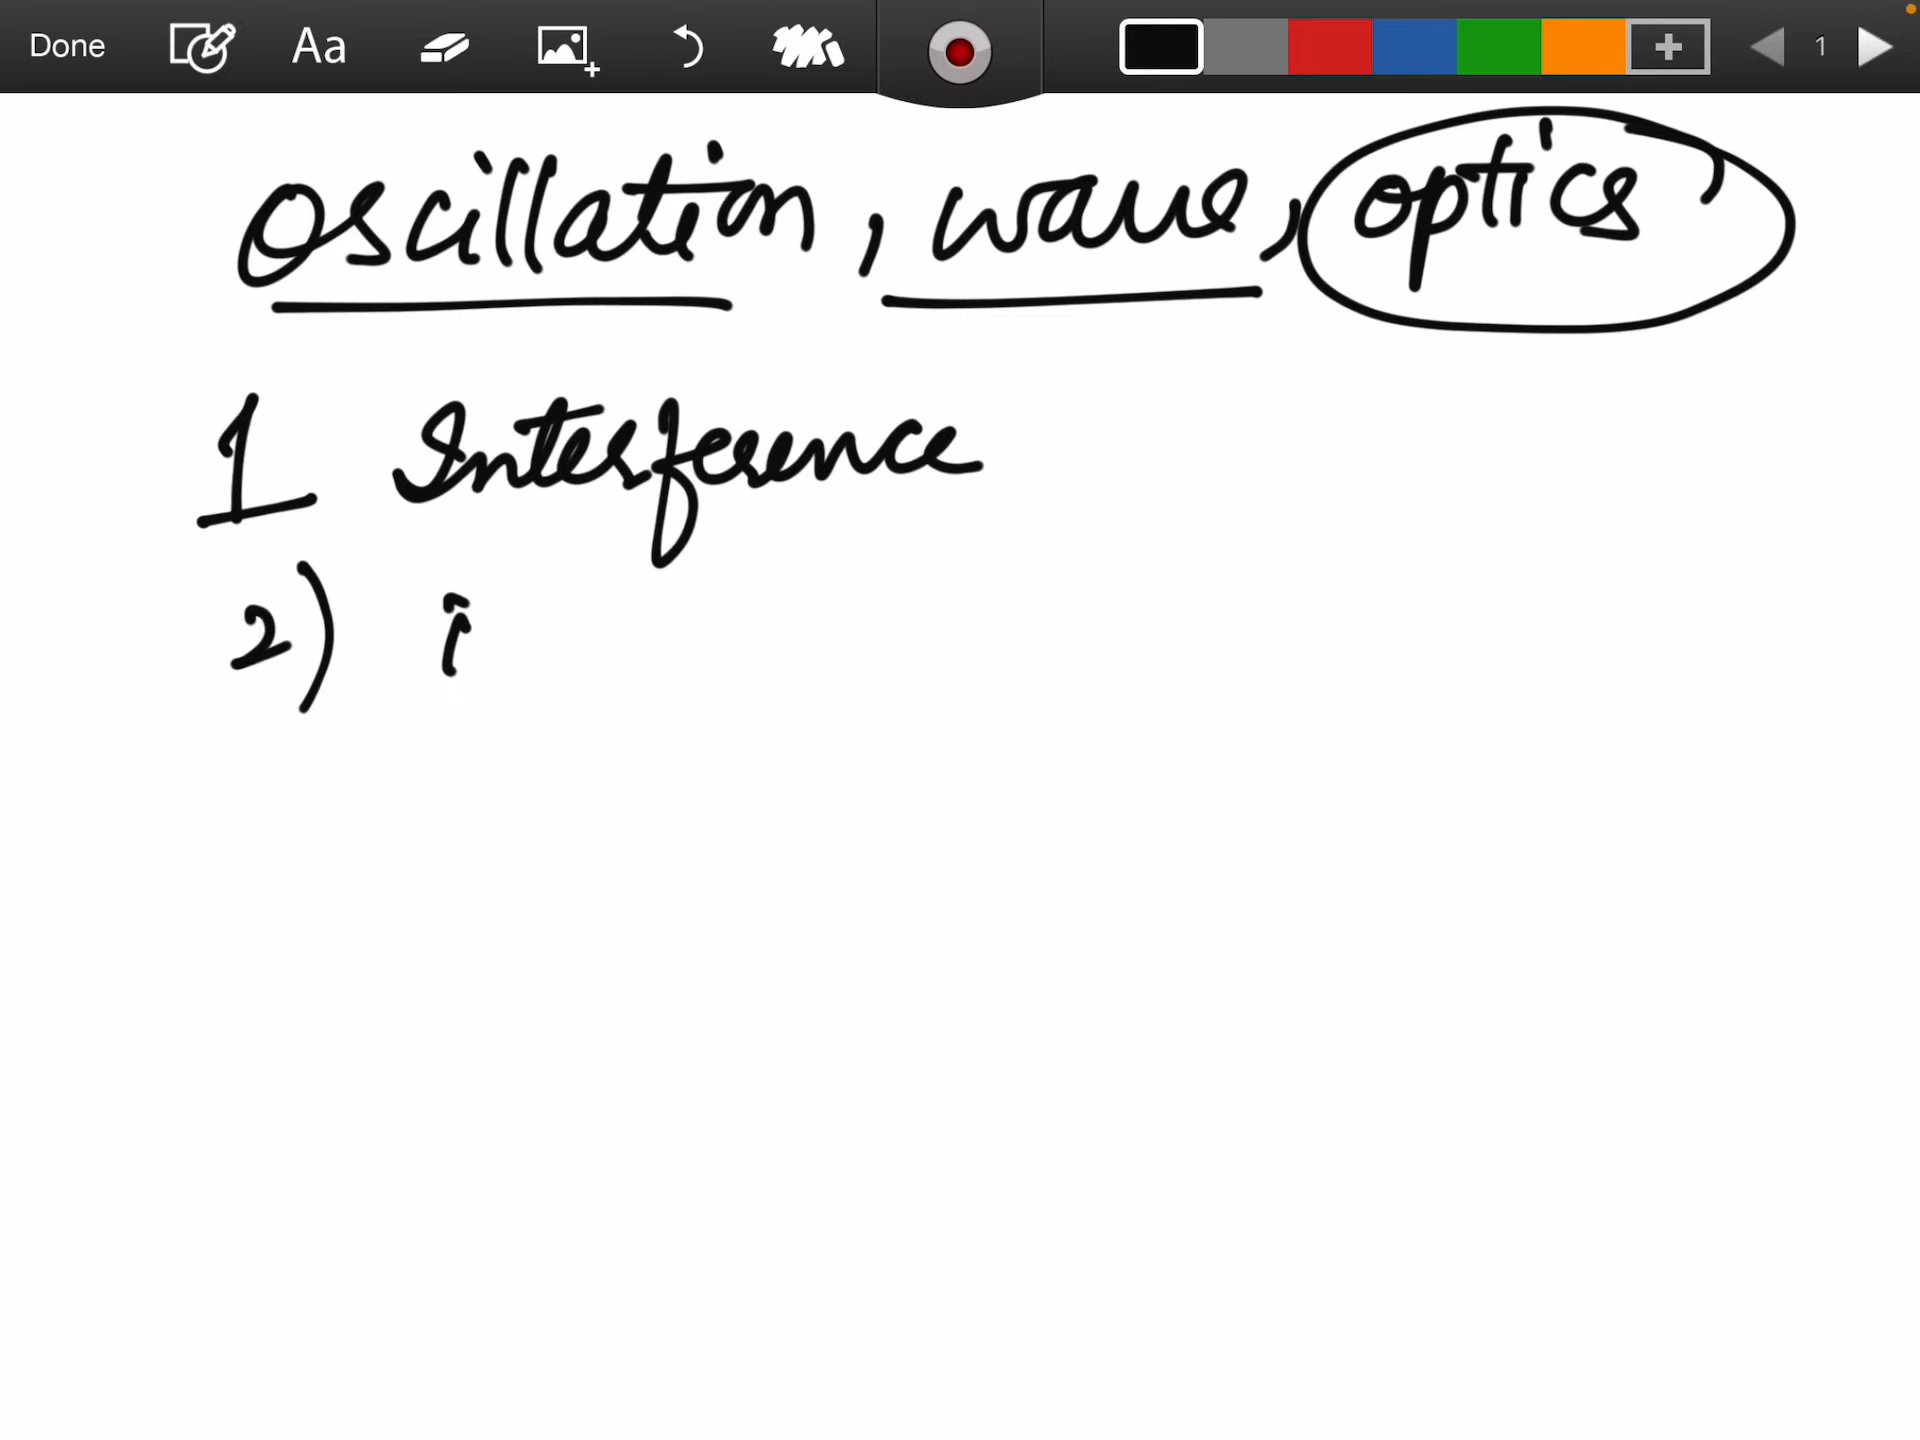 Done Aa 1
oscillation, wave, optics
1 Interference
2)